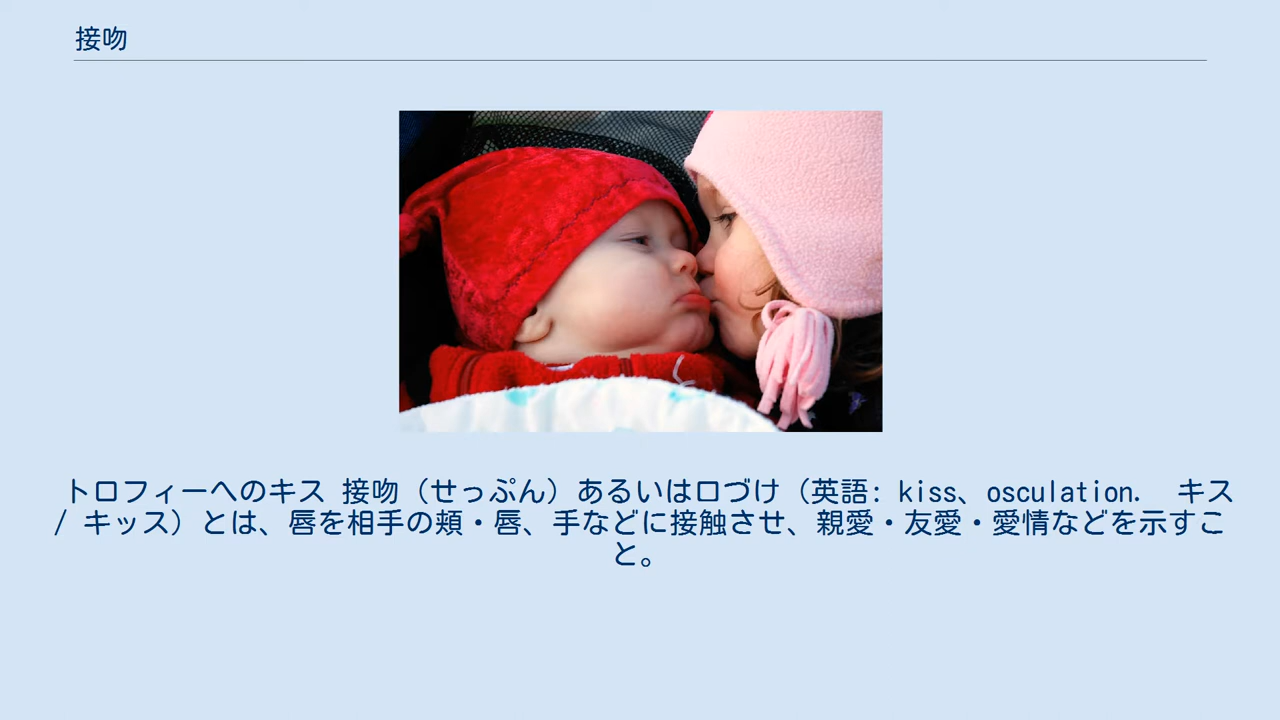 接吻
トロフィーへのキス 接吻（せっぷん）あるいは口づけ（英語: kiss、osculation.　キス
/ キッス）とは、唇を相手の頬・唇、手などに接触させ、親愛・友愛・愛情などを示すこ
と。